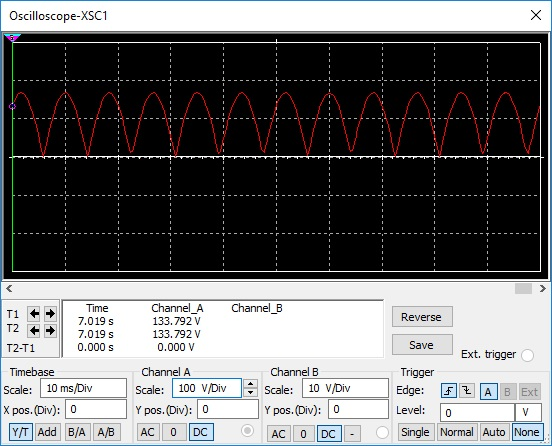 Oscilloscope-XSC1
T1
T2
T2-T1
Time Channel_A Channel_B
7.019 s 133.792 V
7.019 s 133.792 V
0.000 s 0.000 V
Reverse
Save
Ext. trigger
Timebase
Scale: 10 ms/Div
X pos.(Div): 0
Y/T Add B/A A/B
Channel A
Scale: 100 V/Div
Y pos.(Div): 0
AC 0 DC
Channel B
Scale: 10 V/Div
Y pos.(Div): 0
AC 0 DC -
Trigger
Edge: A B Ext
Level: 0 V
Single Normal Auto None